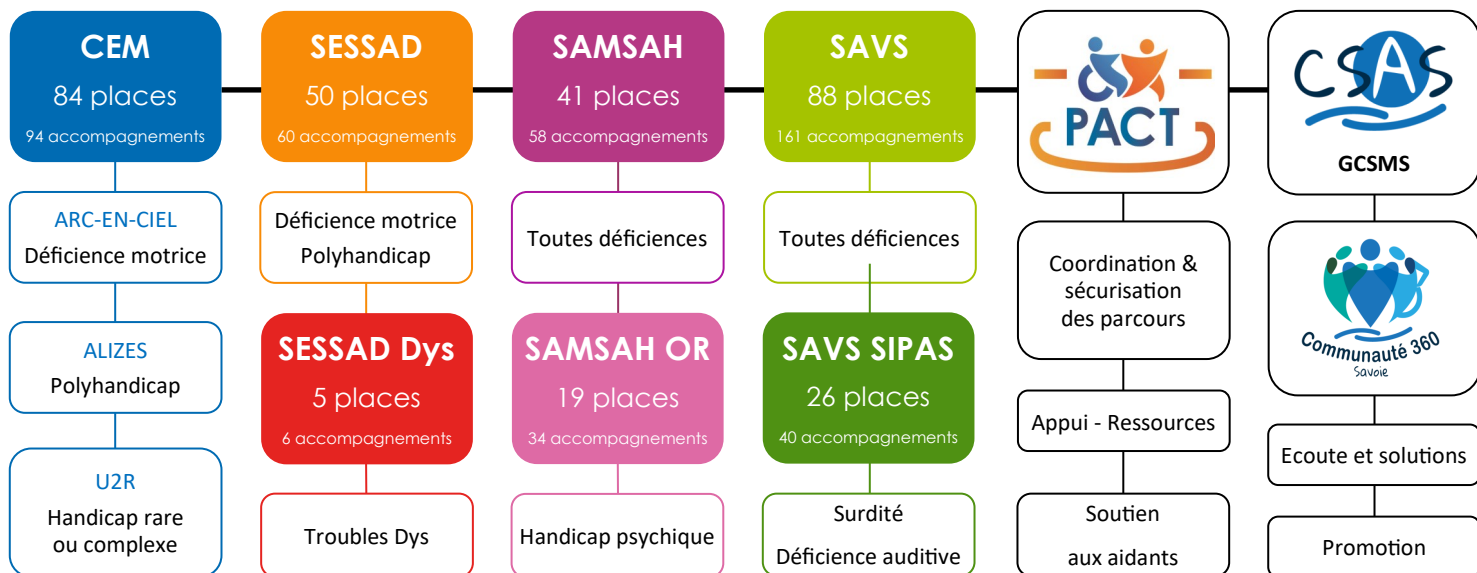 CEM
84 places
94 accompagnements
ARC-EN-CIEL
Déficience motrice
ALIZES
Polyhandicap
U2R
Handicap rare
ou complexe
SESSAD
50 places
60 accompagnements
Déficience motrice
Polyhandicap
SESSAD Dys
5 places
6 accompagnements
Troubles Dys
SAMSAH
41 places
58 accompagnements
Toutes déficiences
SAMSAH OR
19 places
34 accompagnements
Handicap psychique
SAVS
88 places
161 accompagnements
Toutes déficiences
SAVS SIPAS
26 places
40 accompagnements
Surdité
Déficience auditive
PACT
Coordination &
sécurisation
des parcours
Appui - Ressources
Soutien
aux aidants
CSAS
GCSMS
Communauté 360
Savoie
Ecoute et solutions
Promotion